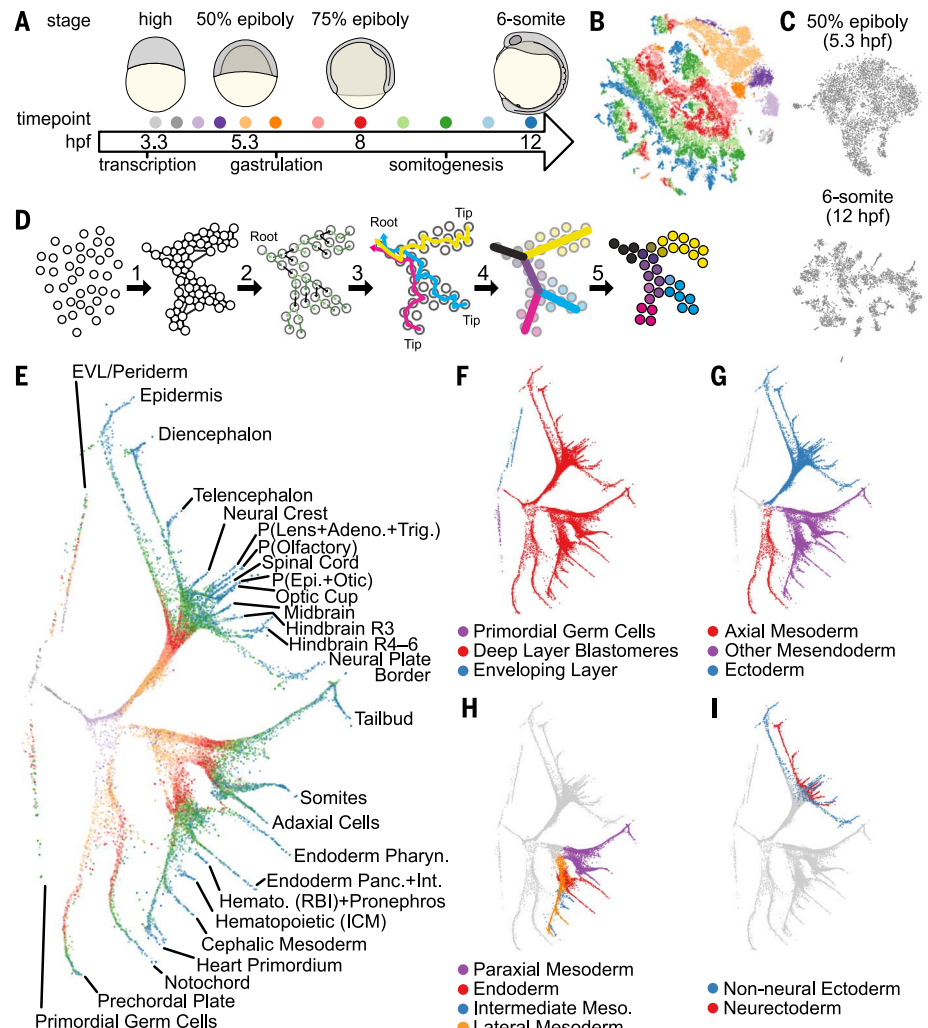 A
stage
high
50% epiboly
75% epiboly
6-somite
timepoint
hpf
3.3
5.3
8
12
transcription
gastrulation
somitogenesis
B
C
50% epiboly
(5.3 hpf)
6-somite
(12 hpf)
D
1
2
Root
3
Root
Tip
Tip
Tip
4
5
E
EVL/Periderm
Epidermis
Diencephalon
Telencephalon
Neural Crest
P(Lens+Adeno.+Trig.)
P(Olfactory)
Spinal Cord
P(Epi.+Otic)
Optic Cup
Midbrain
Hindbrain R3
Hindbrain R4–6
Neural Plate
Border
Tailbud
Somites
Adaxial Cells
Endoderm Pharyn.
Endoderm Panc.+Int.
Hemato. (RBI)+Pronephros
Hematopoietic (ICM)
Cephalic Mesoderm
Heart Primordium
Notochord
Prechordal Plate
Primordial Germ Cells
F
Primordial Germ Cells
Deep Layer Blastomeres
Enveloping Layer
G
Axial Mesoderm
Other Mesendoderm
Ectoderm
H
Paraxial Mesoderm
Endoderm
Intermediate Meso.
Lateral Mesoderm
I
Non-neural Ectoderm
Neurectoderm